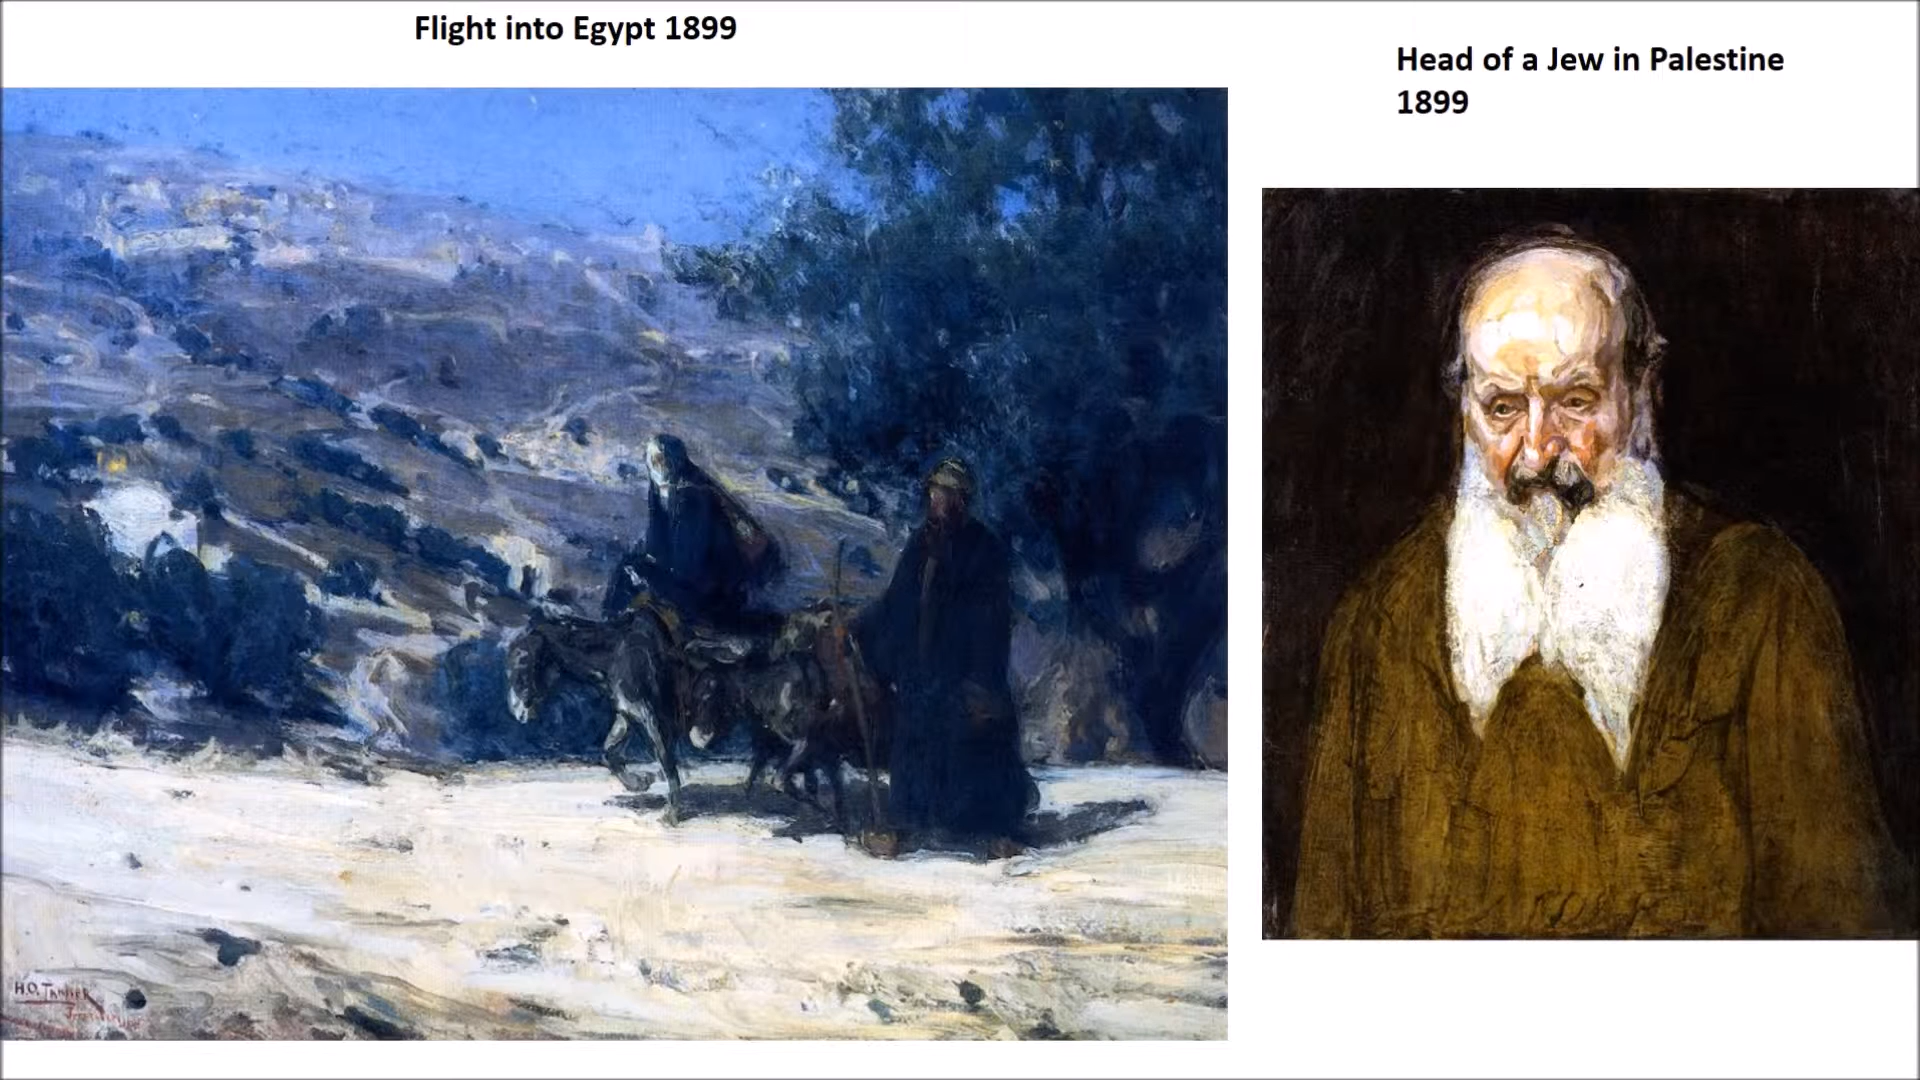 Flight into Egypt 1899
Head of a Jew in Palestine
1899
H.O. TANNER